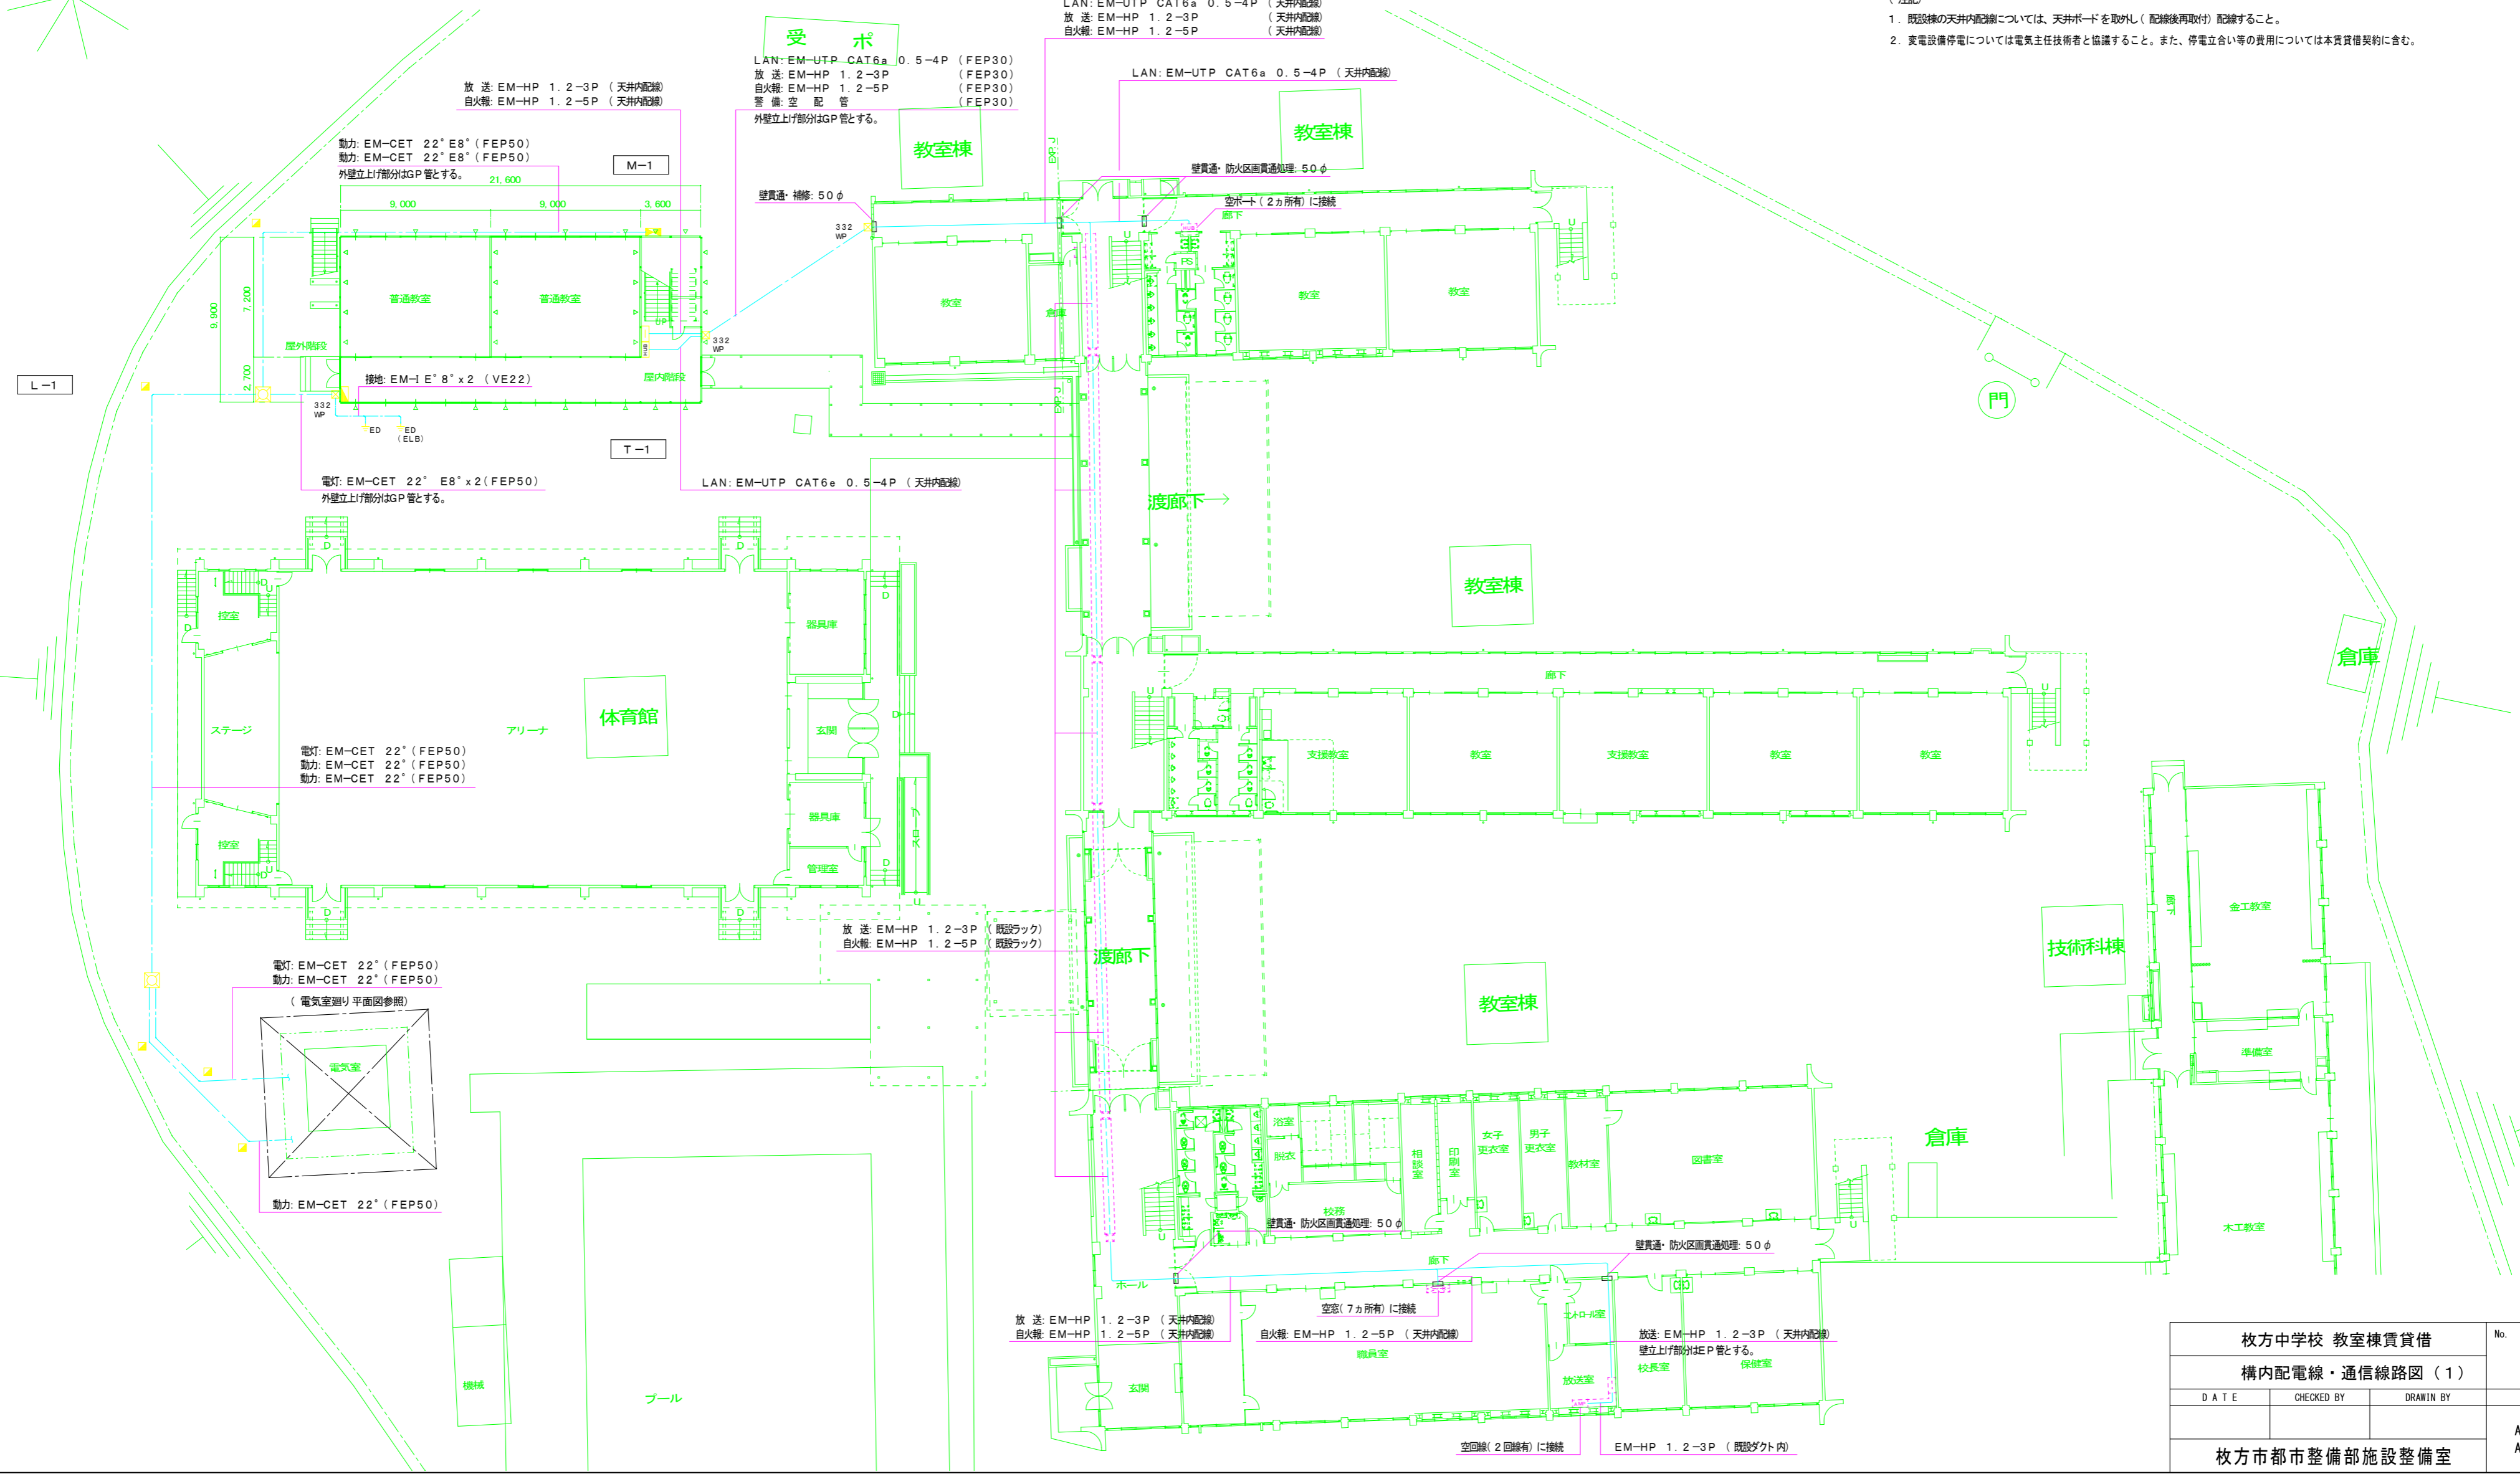 LAN: EM-UTP CAT6a 0.5-4P (天井内配線)
放 送: EM-HP 1.2-3P (天井内配線)
自火報: EM-HP 1.2-5P (天井内配線)
1. 既設棟の天井内配線については、天井ボードを取外し(配線後再取付)配線すること。
2. 変電設備停電については電気主任技術者と協議すること。また、停電立合い等の費用については本賃貸借契約に含む。
受 ポ
LAN: EM-UTP CAT6a 0.5-4P (FEP30)
放 送: EM-HP 1.2-3P (FEP30)
自火報: EM-HP 1.2-5P (FEP30)
警 備: 空 配 管 (FEP30)
外壁立上げ部分はGP管とする。
LAN: EM-UTP CAT6a 0.5-4P (天井内配線)
放 送: EM-HP 1.2-3P (天井内配線)
自火報: EM-HP 1.2-5P (天井内配線)
動力: EM-CET 22° E8° (FEP50)
動力: EM-CET 22° E8° (FEP50)
外壁立上げ部分はGP管とする。
M-1
教室棟
教室棟
EXP.J
壁貫通・防火区画貫通処理: 50φ
壁貫通・補修: 50φ
空ポート(2ヵ所有)に接続
廊下
HUB
PS
U
U
21,600
9,000
9,000
3,600
332
WP
9,900
7,200
2,700
普通教室
普通教室
教室
倉庫
教室
教室
屋外階段
UP
HUB
332
WP
屋内階段
接地: EM-IE° 8° x2 (VE22)
L-1
332
WP
ED
ED
(ELB)
T-1
EXP.J
門
電灯: EM-CET 22° E8° x2 (FEP50)
外壁立上げ部分はGP管とする。
LAN: EM-UTP CAT6e 0.5-4P (天井内配線)
渡廊下
教室棟
D
D
控室
器具庫
D
D
U
D
倉庫
廊下
U
U
ステージ
アリーナ
体育館
玄関
D
支援教室
教室
支援教室
教室
教室
電灯: EM-CET 22° (FEP50)
動力: EM-CET 22° (FEP50)
動力: EM-CET 22° (FEP50)
控室
器具庫
管理室
スロープ
D
U
D
U
D
D
廊下
金工教室
技術科棟
放 送: EM-HP 1.2-3P (既設ラック)
自火報: EM-HP 1.2-5P (既設ラック)
渡廊下
教室棟
準備室
電灯: EM-CET 22° (FEP50)
動力: EM-CET 22° (FEP50)
(電気室廻り平面図参照)
電気室
動力: EM-CET 22° (FEP50)
浴室
脱衣
相談室
印刷室
女子
更衣室
男子
更衣室
教材室
図書室
倉庫
U
U
校務
木工教室
壁貫通・防火区画貫通処理: 50φ
壁貫通・防火区画貫通処理: 50φ
廊下
ホール
空窓(7ヵ所有)に接続
放 送: EM-HP 1.2-3P (天井内配線)
自火報: EM-HP 1.2-5P (天井内配線)
自火報: EM-HP 1.2-5P (天井内配線)
コントロール室
放送: EM-HP 1.2-3P (天井内配線)
壁立上げ部分はEP管とする。
職員室
校長室
保健室
玄関
放送室
AMP
機械
プール
空回線(2回線有)に接続
EM-HP 1.2-3P (既設ダクト内)
枚方中学校 教室棟賃貸借
No.
構内配電線・通信線路図(1)
DATE
CHECKED BY
DRAWIN BY
A
A
枚方市都市整備部施設整備室